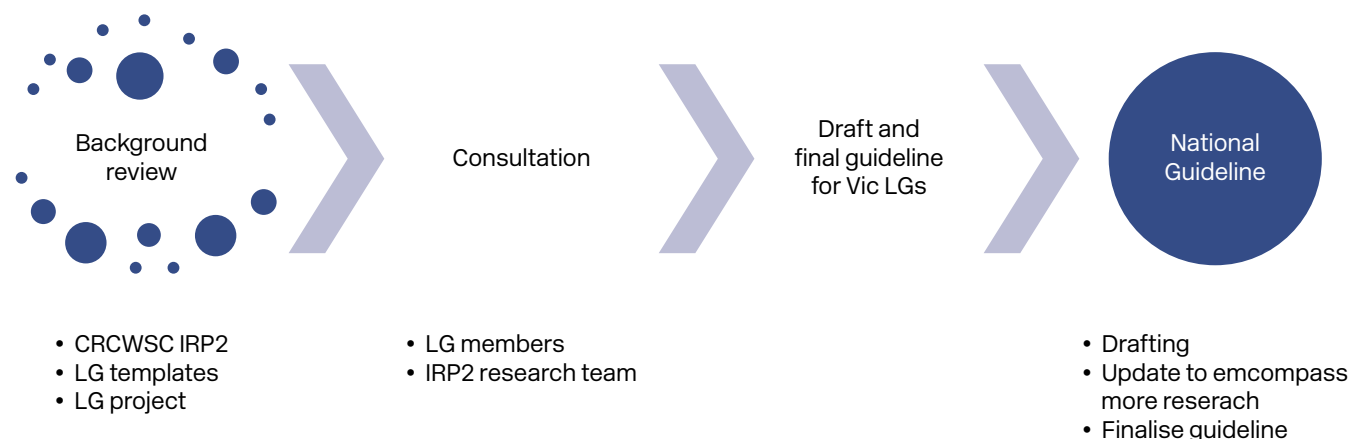 Background
review
Consultation
Draft and
final guideline
for Vic LGs
National
Guideline
• CRCWSC IRP2
• LG templates
• LG project
• LG members
• IRP2 research team
• Drafting
• Update to emcompass
more reserach
• Finalise guideline